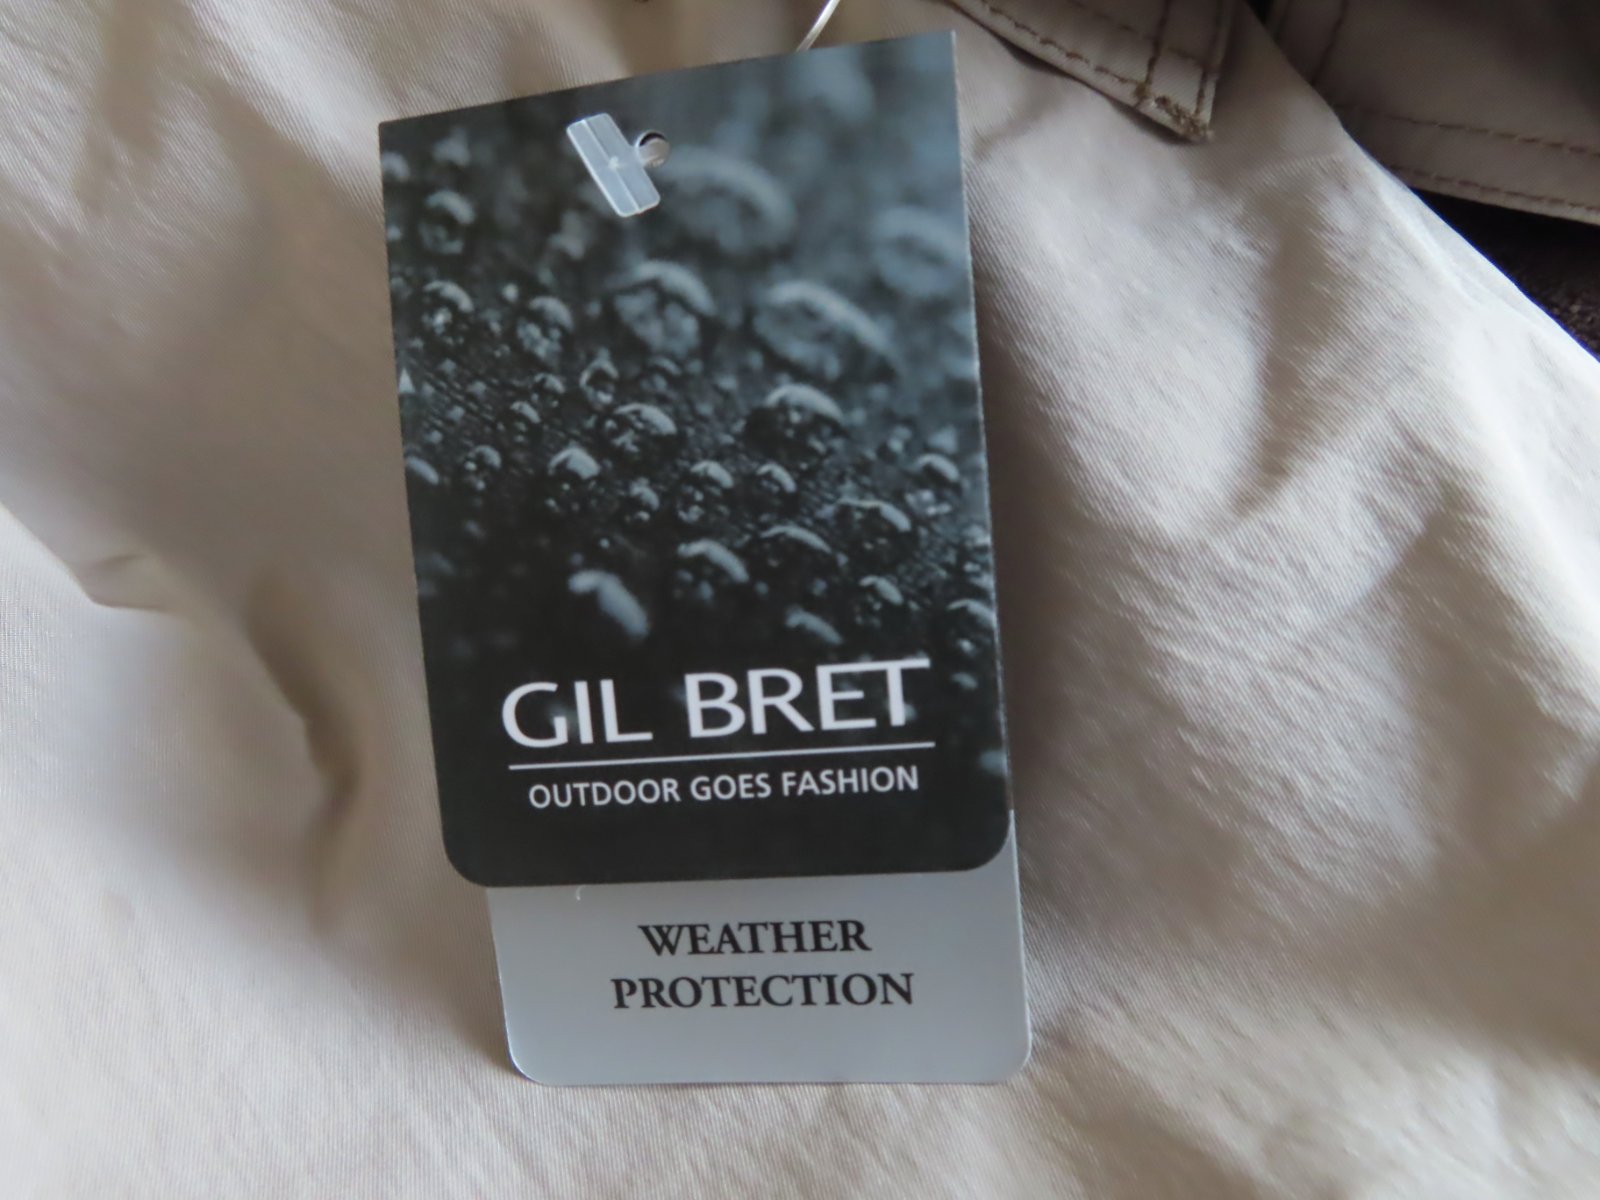 GIL BRET
OUTDOOR GOES FASHION
WEATHER
PROTECTION